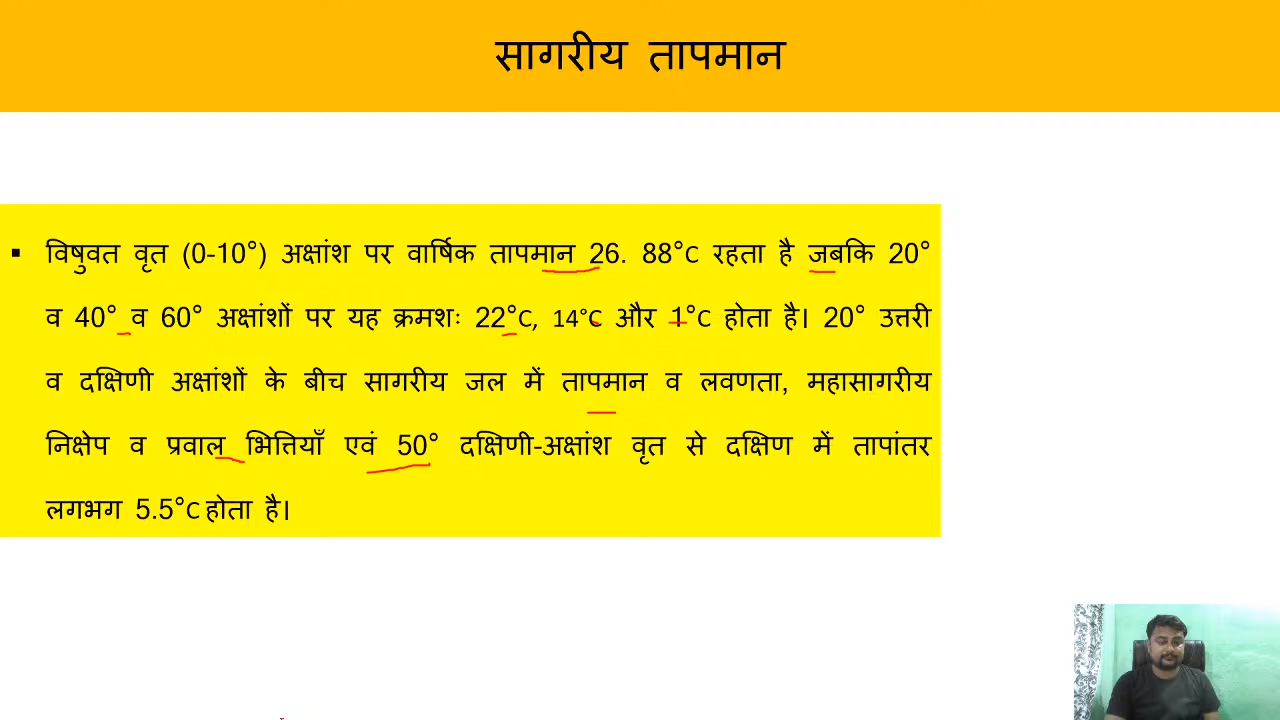 सागरीय तापमान
▪ विषुवत वृत (0-10°) अक्षांश पर वार्षिक तापमान 26. 88°C रहता है जबकि 20°
व 40° व 60° अक्षांशों पर यह क्रमशः 22°C, 14°C और 1°C होता है। 20° उत्तरी
व दक्षिणी अक्षांशों के बीच सागरीय जल में तापमान व लवणता, महासागरीय
निक्षेप व प्रवाल भित्तियाँ एवं 50° दक्षिणी-अक्षांश वृत से दक्षिण में तापांतर
लगभग 5.5°C होता है।